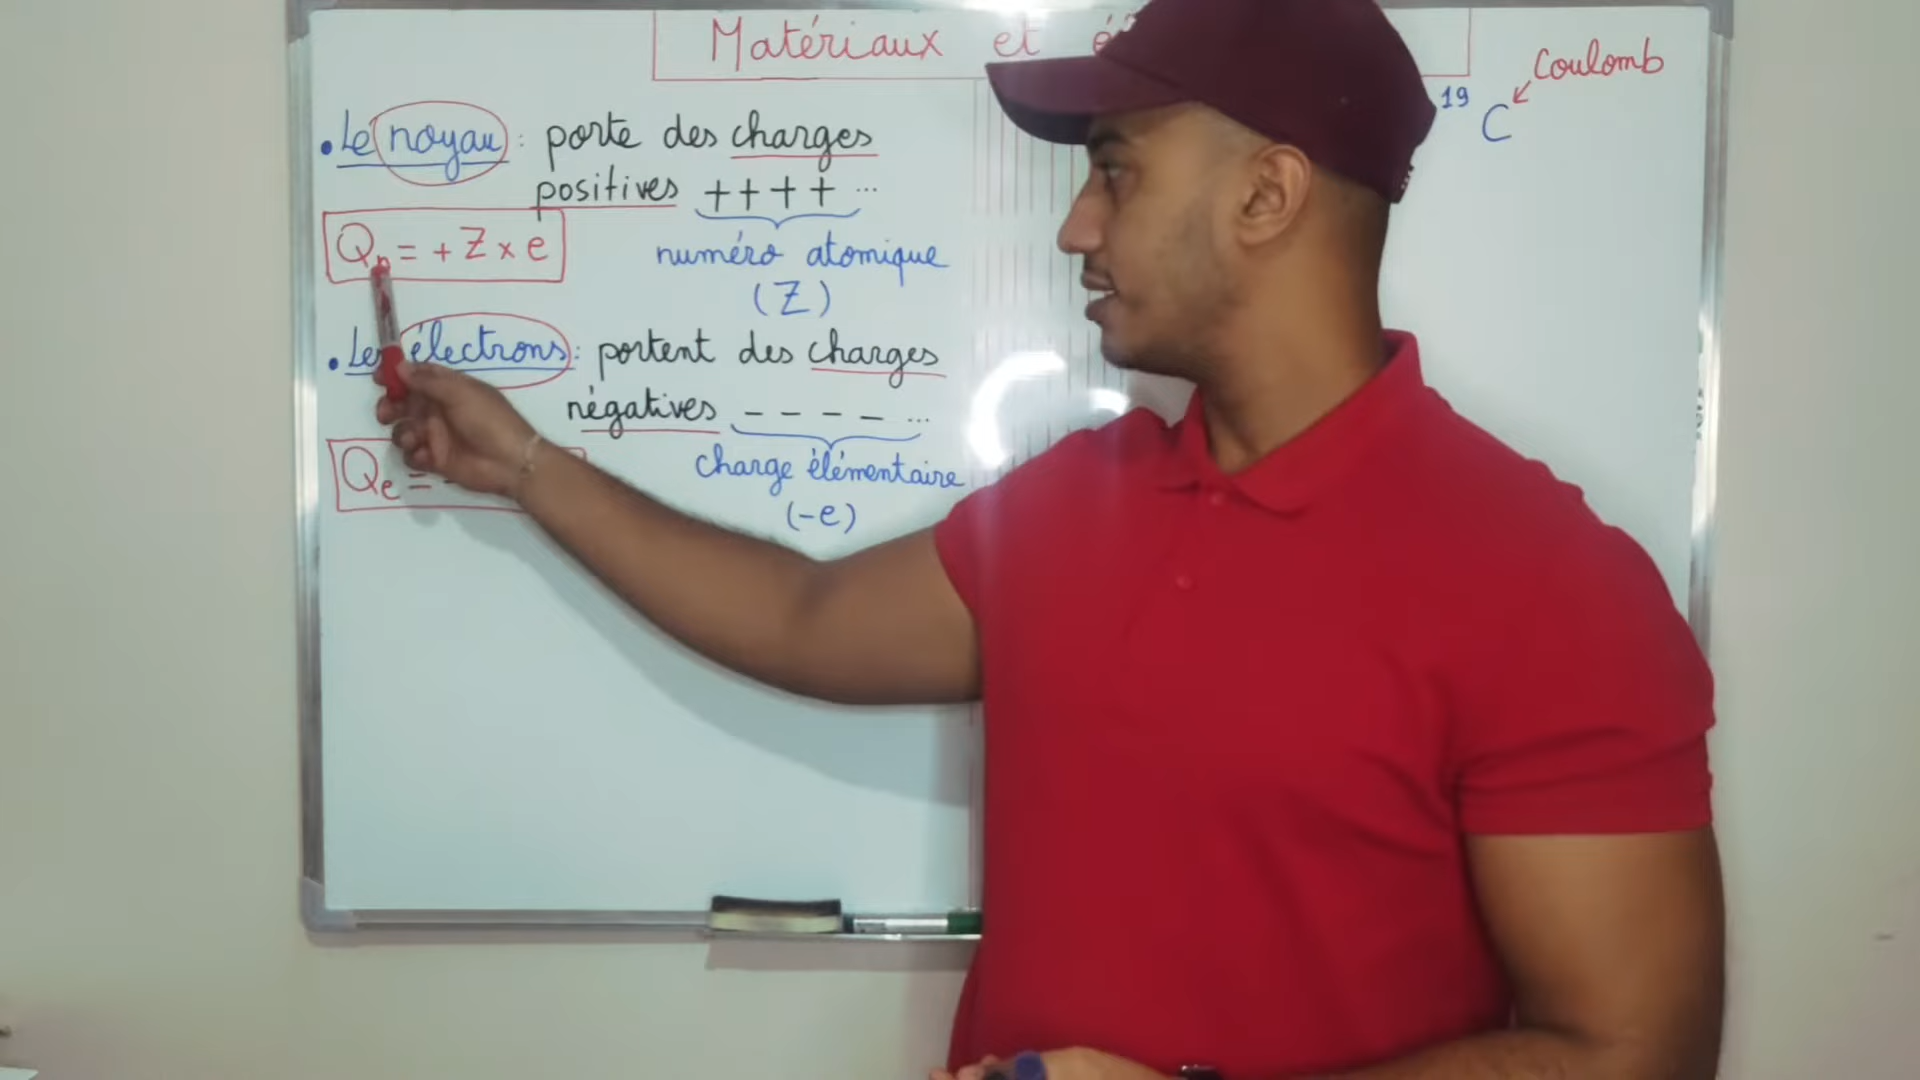 Matériaux et
Coulomb
19 C
• Le noyau : porte des charges
positives + + + + ...
Qn = + Z x e
numéro atomique
(Z)
• Les électrons : portent des charges
négatives - - - - ...
Qe =
charge élémentaire
(-e)